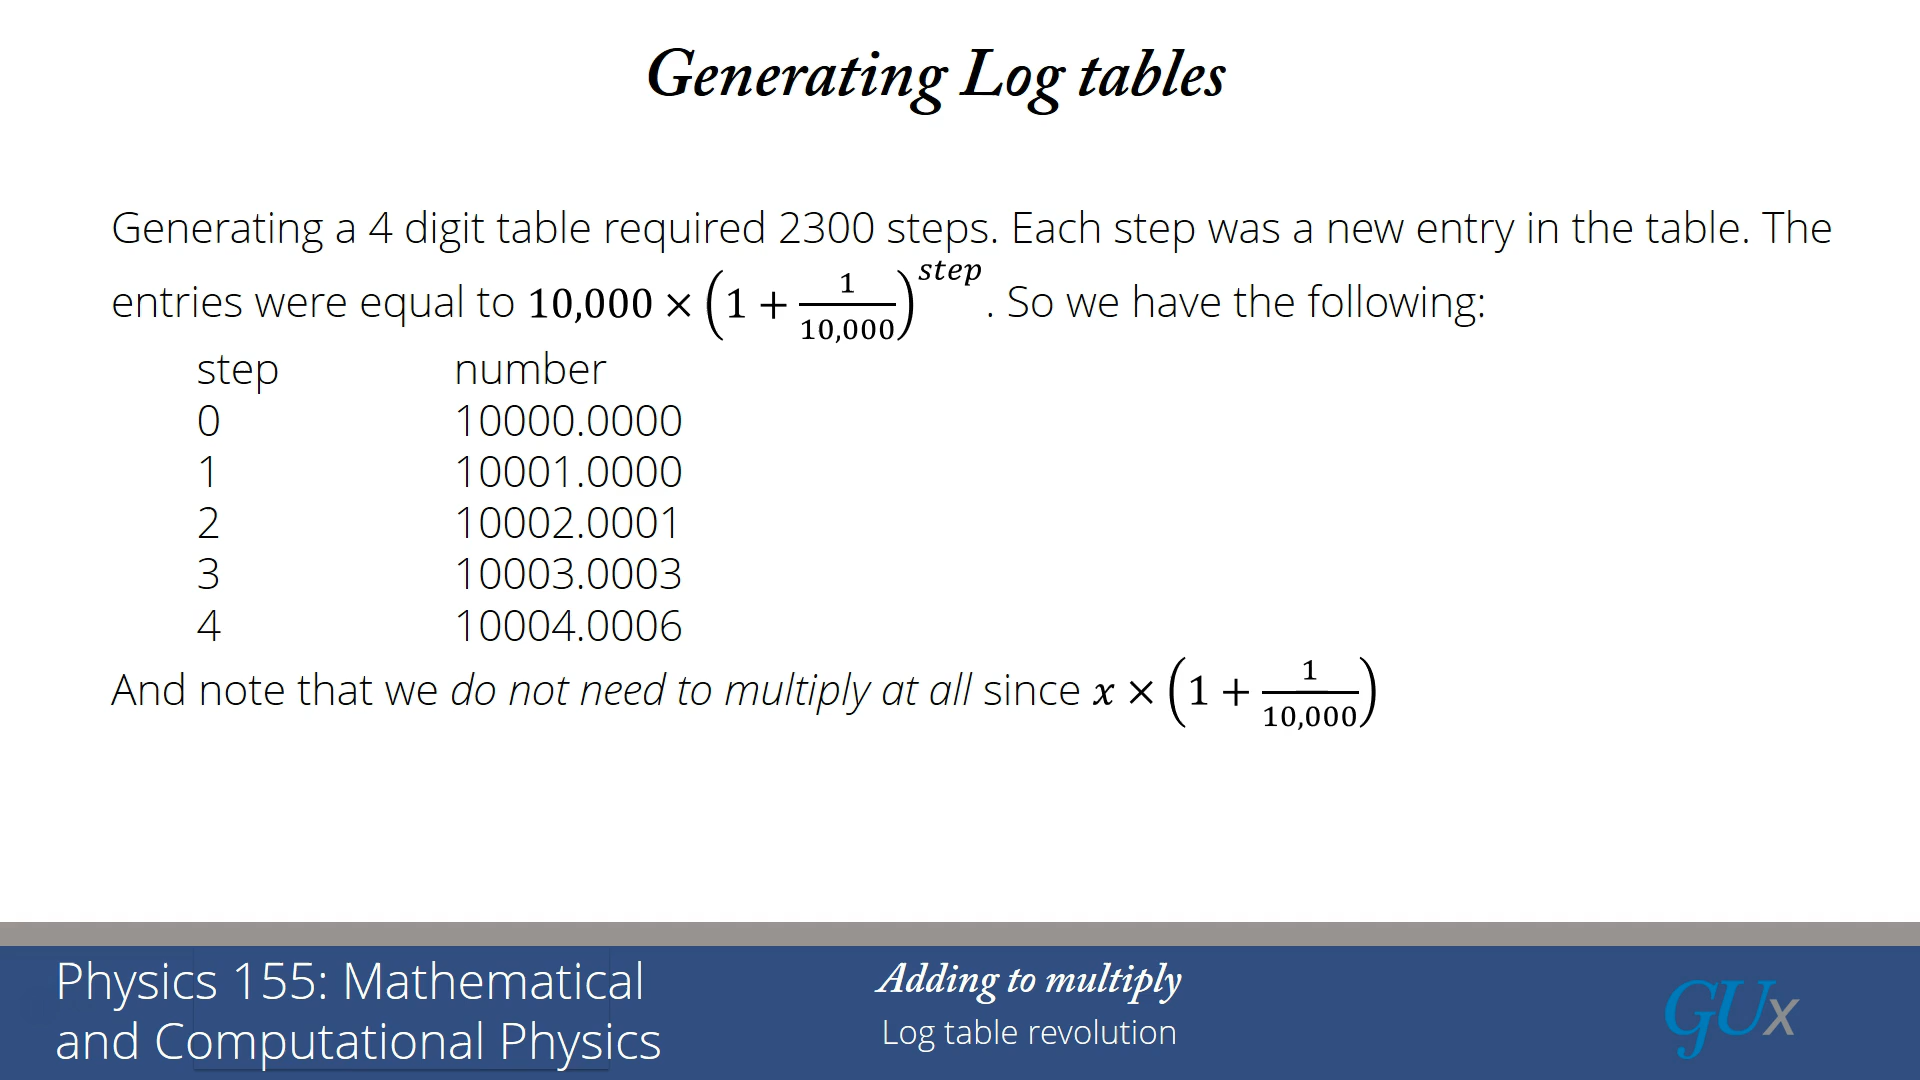 Generating Log tables
Generating a 4 digit table required 2300 steps. Each step was a new entry in the table. The
entries were equal to 10,000 × (1 + 1/10,000)^step. So we have the following:
step number
0 10000.0000
1 10001.0000
2 10002.0001
3 10003.0003
4 10004.0006
And note that we do not need to multiply at all since x × (1 + 1/10,000)
Physics 155: Mathematical
and Computational Physics
Adding to multiply
Log table revolution
GUx